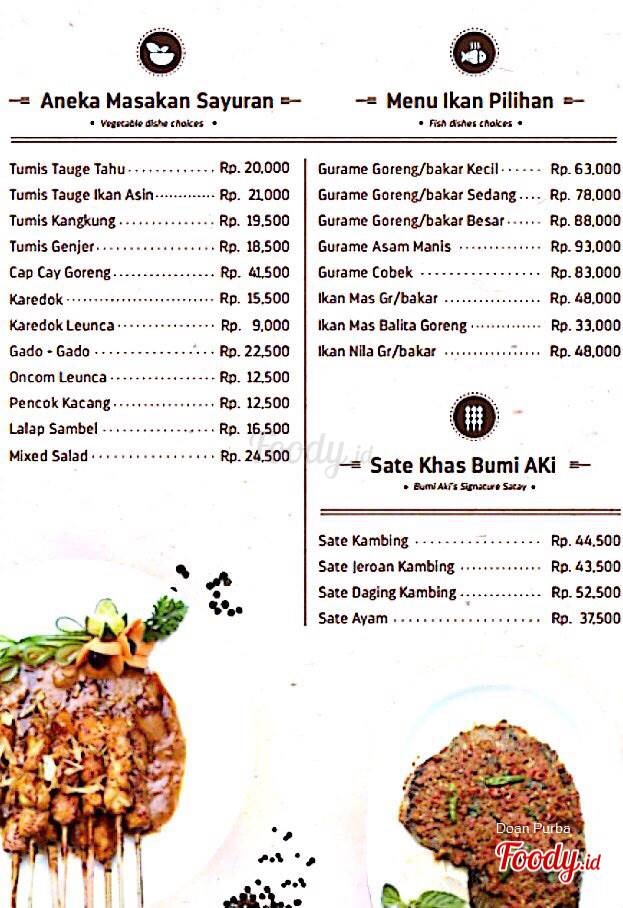 Aneka Masakan Sayuran
• Vegetable dishe choices •
Tumis Tauge Tahu ............. Rp. 20,000
Tumis Tauge Ikan Asin ............. Rp. 21,000
Tumis Kangkung ............. Rp. 19,500
Tumis Genjer ............. Rp. 18,500
Cap Cay Goreng ............. Rp. 41,500
Karedok ............. Rp. 15,500
Karedok Leunca ............. Rp. 9,000
Gado - Gado ............. Rp. 22,500
Oncom Leunca ............. Rp. 12,500
Pencok Kacang ............. Rp. 12,500
Lalap Sambel ............. Rp. 16,500
Mixed Salad ............. Rp. 24,500
Menu Ikan Pilihan
• Fish dishes choices •
Gurame Goreng/bakar Kecil ...... Rp. 63,000
Gurame Goreng/bakar Sedang .... Rp. 78,000
Gurame Goreng/bakar Besar ...... Rp. 88,000
Gurame Asam Manis ............. Rp. 93,000
Gurame Cobek ............. Rp. 83,000
Ikan Mas Gr/bakar ............. Rp. 48,000
Ikan Mas Balita Goreng ............. Rp. 33,000
Ikan Nila Gr/bakar ............. Rp. 48,000
Sate Khas Bumi AKi
• Bumi Aki's Signature Satay •
Sate Kambing ............. Rp. 44,500
Sate Jeroan Kambing ............. Rp. 43,500
Sate Daging Kambing ............. Rp. 52,500
Sate Ayam ............. Rp. 37,500
Foody.id
Doan Purba
Foody.id